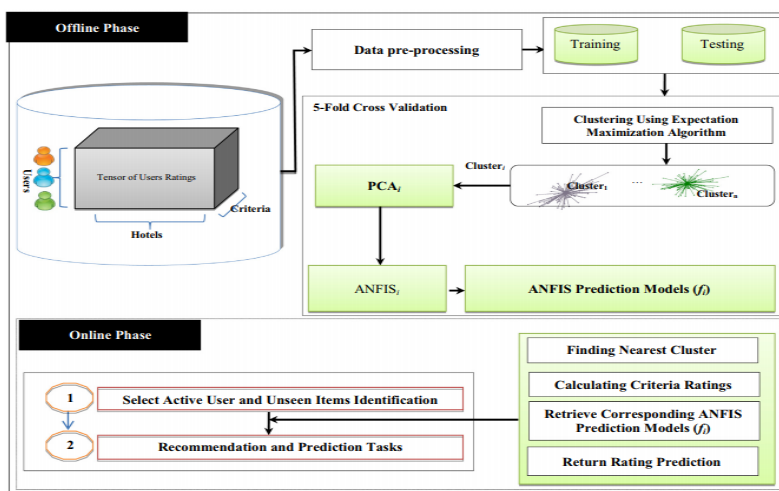 Offline Phase
Data pre-processing
Training
Testing
5-Fold Cross Validation
Clustering Using Expectation
Maximization Algorithm
Users
Tensor of Users Ratings
Criteria
Hotels
Cluster₁
...
Clusterₙ
Clusterᵢ
PCAᵢ
ANFISᵢ
ANFIS Prediction Models (fᵢ)
Online Phase
1
Select Active User and Unseen Items Identification
2
Recommendation and Prediction Tasks
Finding Nearest Cluster
Calculating Criteria Ratings
Retrieve Corresponding ANFIS
Prediction Models (fᵢ)
Return Rating Prediction